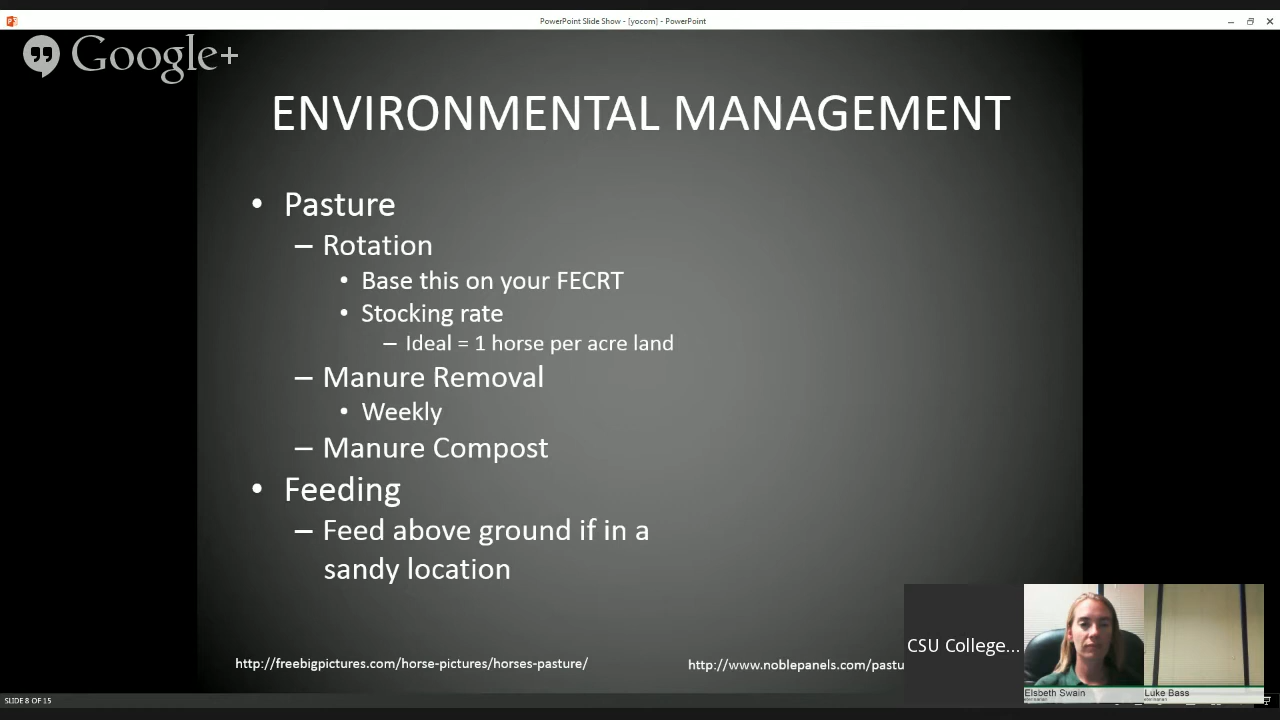 PowerPoint Slide Show - [yocom] - PowerPoint
Google+
ENVIRONMENTAL MANAGEMENT
• Pasture
– Rotation
• Base this on your FECRT
• Stocking rate
– Ideal = 1 horse per acre land
– Manure Removal
• Weekly
– Manure Compost
• Feeding
– Feed above ground if in a
sandy location
http://freebigpictures.com/horse-pictures/horses-pasture/
http://www.noblepanels.com/pastu
CSU College...
Elsbeth Swain
Luke Bass
SLIDE 8 OF 15